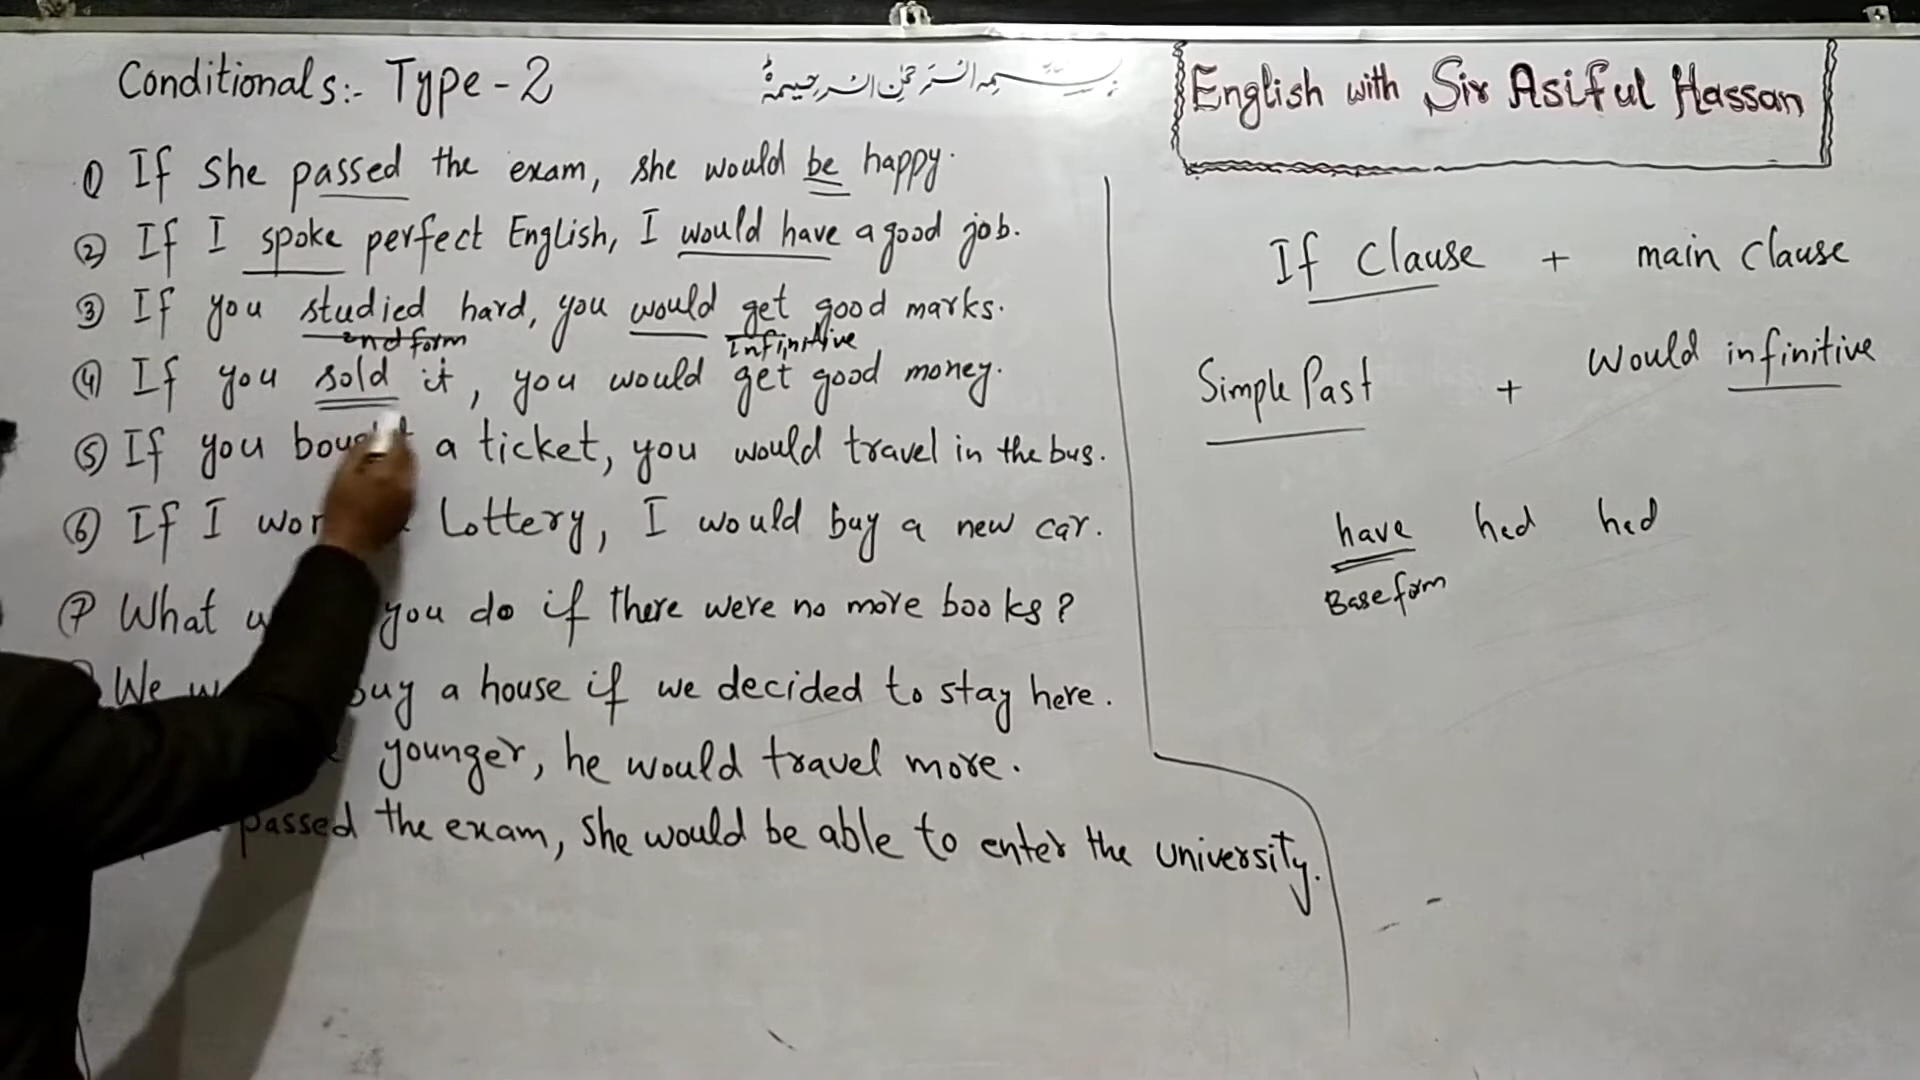 Conditionals:- Type-2
① If she passed the exam, she would be happy.
② If I spoke perfect English, I would have a good job.
③ If you studied hard, you would get good marks.
2nd form Infinitive
④ If you sold it, you would get good money.
⑤ If you a ticket, you would travel in the bus.
⑥ If I Lottery, I would buy a new car.
⑦ What you do if there were no more books?
We buy a house if we decided to stay here.
younger, he would travel more.
passed the exam, she would be able to enter the university.
بسم اللہ الرحمٰن الرحیم
English with Sir Asiful Hassan
If Clause + main clause
Simple Past + Would infinitive
have had had
Base form